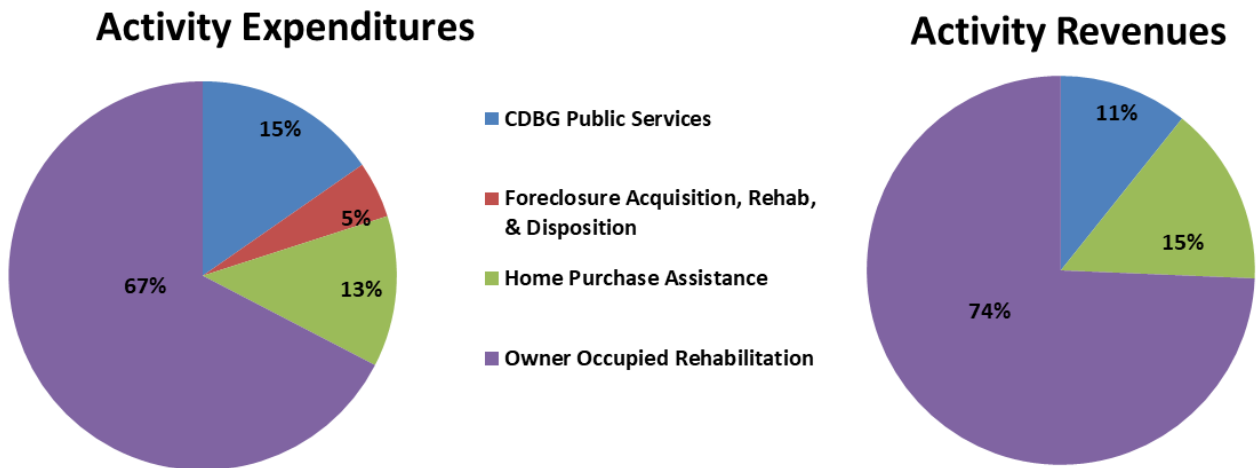 Activity Expenditures
15%
5%
13%
67%
CDBG Public Services
Foreclosure Acquisition, Rehab,
& Disposition
Home Purchase Assistance
Owner Occupied Rehabilitation
Activity Revenues
11%
15%
74%